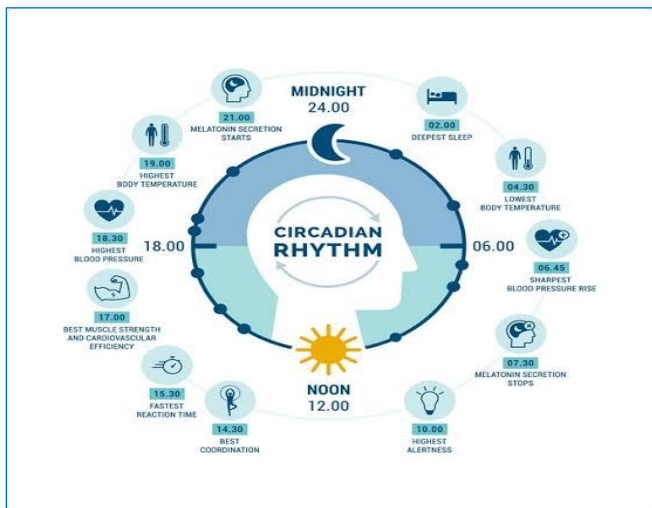 MIDNIGHT
24.00
02.00
DEEPEST SLEEP
04.30
LOWEST
BODY TEMPERATURE
06.00
06.45
SHARPEST
BLOOD PRESSURE RISE
07.30
MELATONIN SECRETION
STOPS
10.00
HIGHEST
ALERTNESS
NOON
12.00
14.30
BEST
COORDINATION
15.30
FASTEST
REACTION TIME
17.00
BEST MUSCLE STRENGTH
AND CARDIOVASCULAR
EFFICIENCY
18.00
18.30
HIGHEST
BLOOD PRESSURE
19.00
HIGHEST
BODY TEMPERATURE
21.00
MELATONIN SECRETION
STARTS
CIRCADIAN
RHYTHM